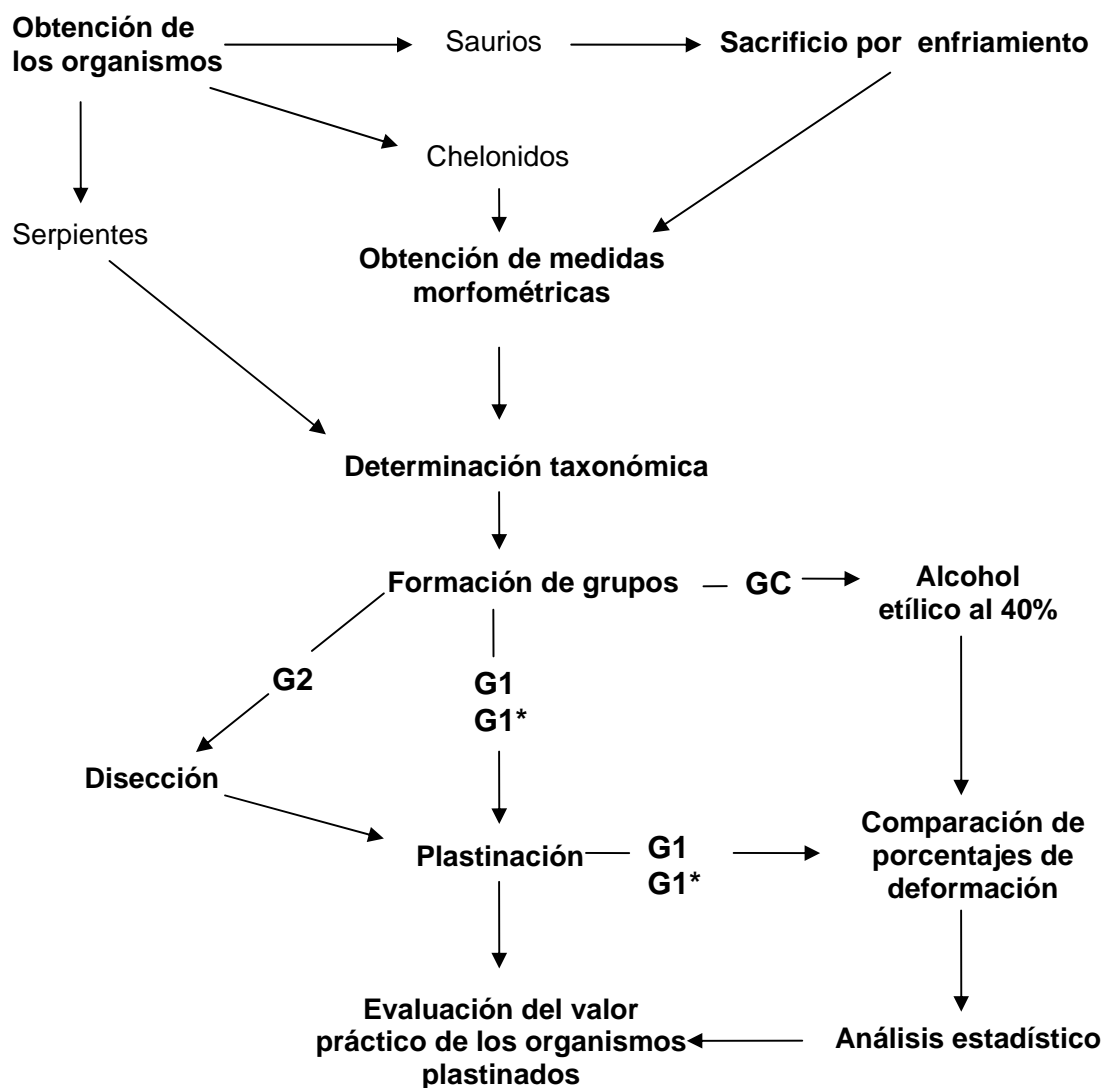 Obtención de
los organismos
Saurios
Sacrificio por enfriamiento
Chelonidos
Serpientes
Obtención de medidas
morfométricas
Determinación taxonómica
Formación de grupos
GC
Alcohol
etílico al 40%
G2
G1
G1*
Disección
Plastinación
G1
G1*
Comparación de
porcentajes de
deformación
Evaluación del valor
práctico de los organismos
plastinados
Análisis estadístico